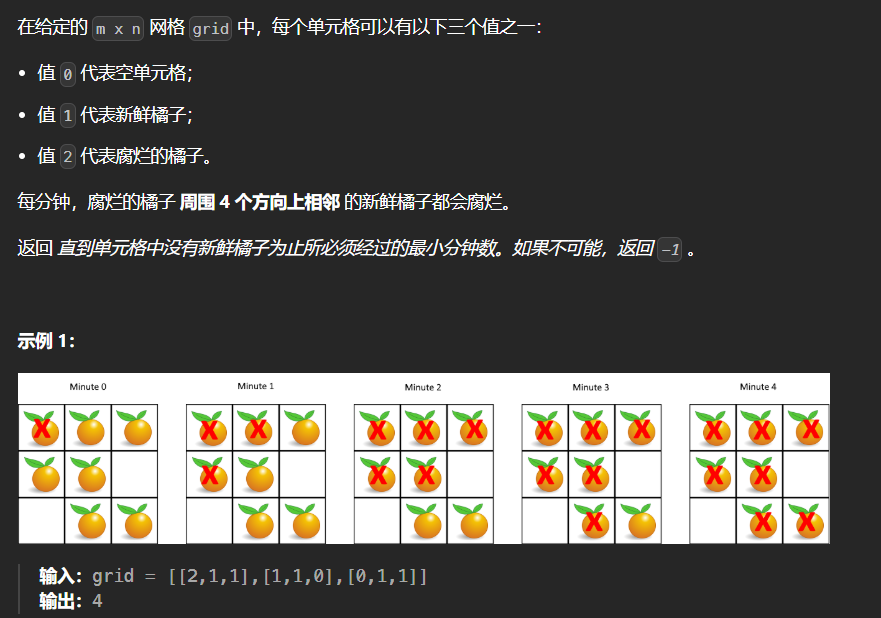 在给定的 m x n 网格 grid 中，每个单元格可以有以下三个值之一：
• 值 0 代表空单元格；
• 值 1 代表新鲜橘子；
• 值 2 代表腐烂的橘子。
每分钟，腐烂的橘子 周围 4 个方向上相邻 的新鲜橘子都会腐烂。
返回 直到单元格中没有新鲜橘子为止所必须经过的最小分钟数。如果不可能，返回 -1 。
示例 1：
Minute 0 Minute 1 Minute 2 Minute 3 Minute 4
X X X X X X X X X X X X
X X X X X X X
X X X
输入：grid = [[2,1,1],[1,1,0],[0,1,1]]
输出：4